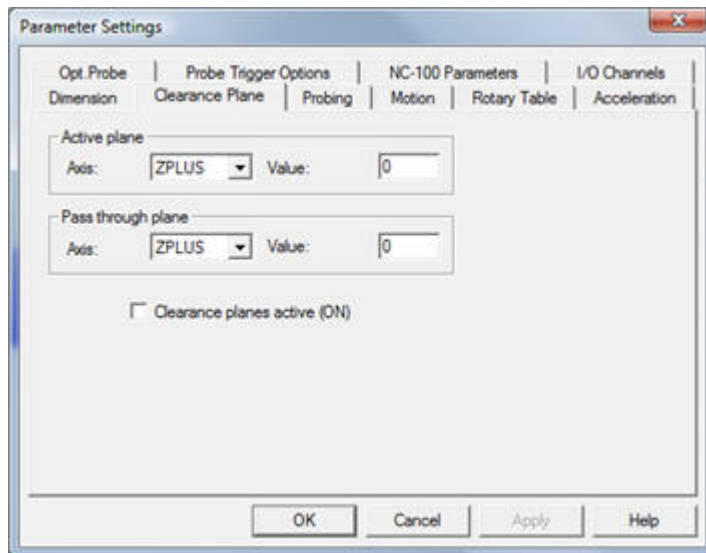 Parameter Settings
Opt.Probe Probe Trigger Options NC-100 Parameters I/O Channels
Dimension Clearance Plane Probing Motion Rotary Table Acceleration
Active plane
Axis: ZPLUS Value: 0
Pass through plane
Axis: ZPLUS Value: 0
Clearance planes active (ON)
OK Cancel Apply Help